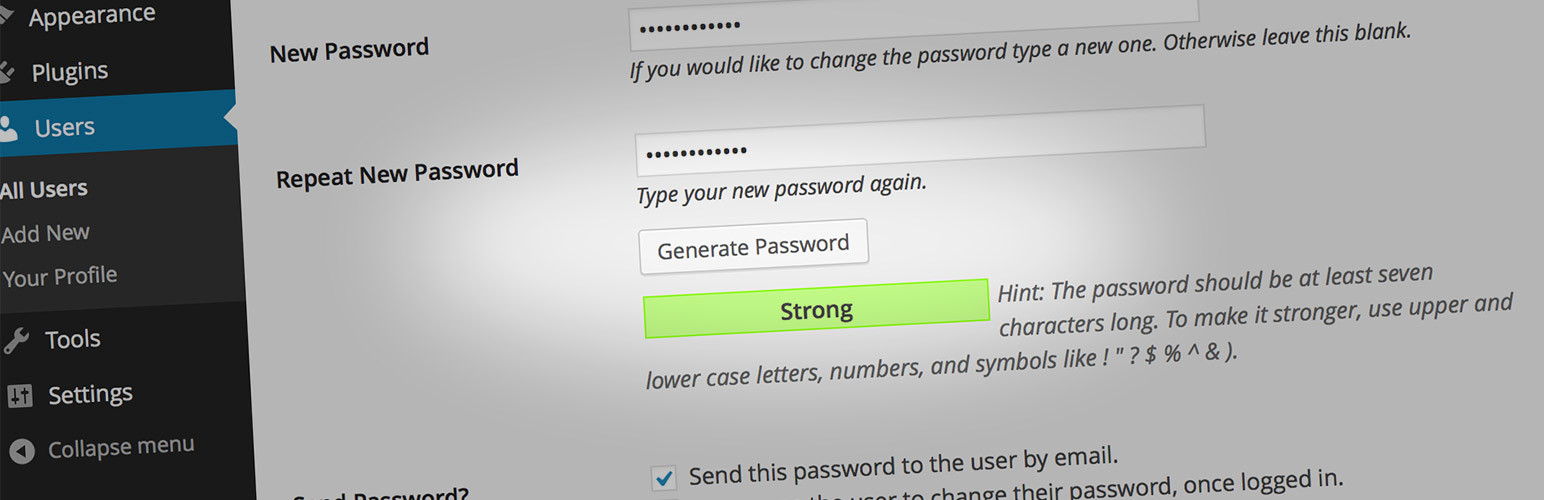 Appearance
Plugins
Users
All Users
Add New
Your Profile
Tools
Settings
Collapse menu
New Password
••••••••••••
If you would like to change the password type a new one. Otherwise leave this blank.
Repeat New Password
••••••••••••
Type your new password again.
Generate Password
Strong
Hint: The password should be at least seven
characters long. To make it stronger, use upper and
lower case letters, numbers, and symbols like ! " ? $ % ^ & ).
Send Password?
Send this password to the user by email.
the user to change their password, once logged in.